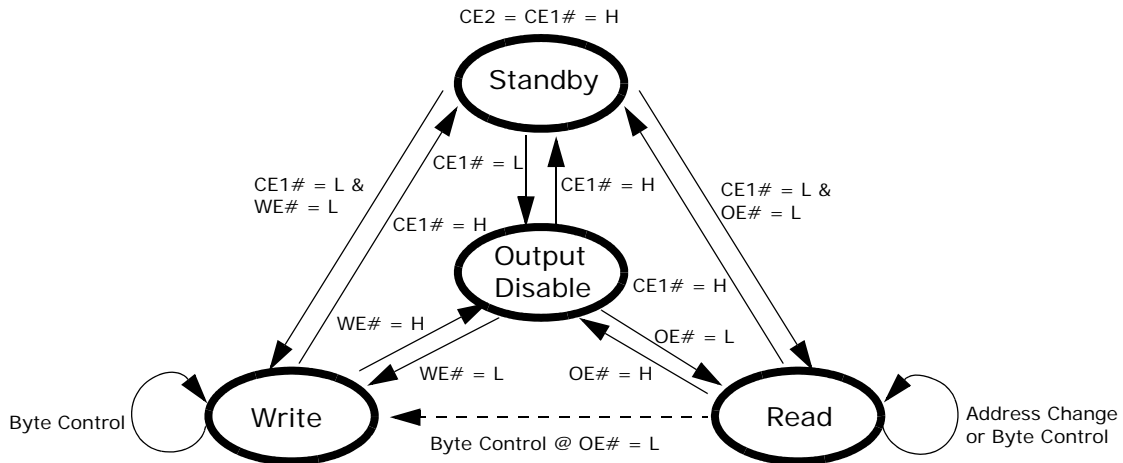 CE2 = CE1# = H
Standby
CE1# = L
CE1# = H
CE1# = L &
WE# = L
CE1# = L &
OE# = L
CE1# = H
Output
Disable
CE1# = H
WE# = H
OE# = L
WE# = L
OE# = H
Byte Control
Write
Read
Address Change
or Byte Control
Byte Control @ OE# = L